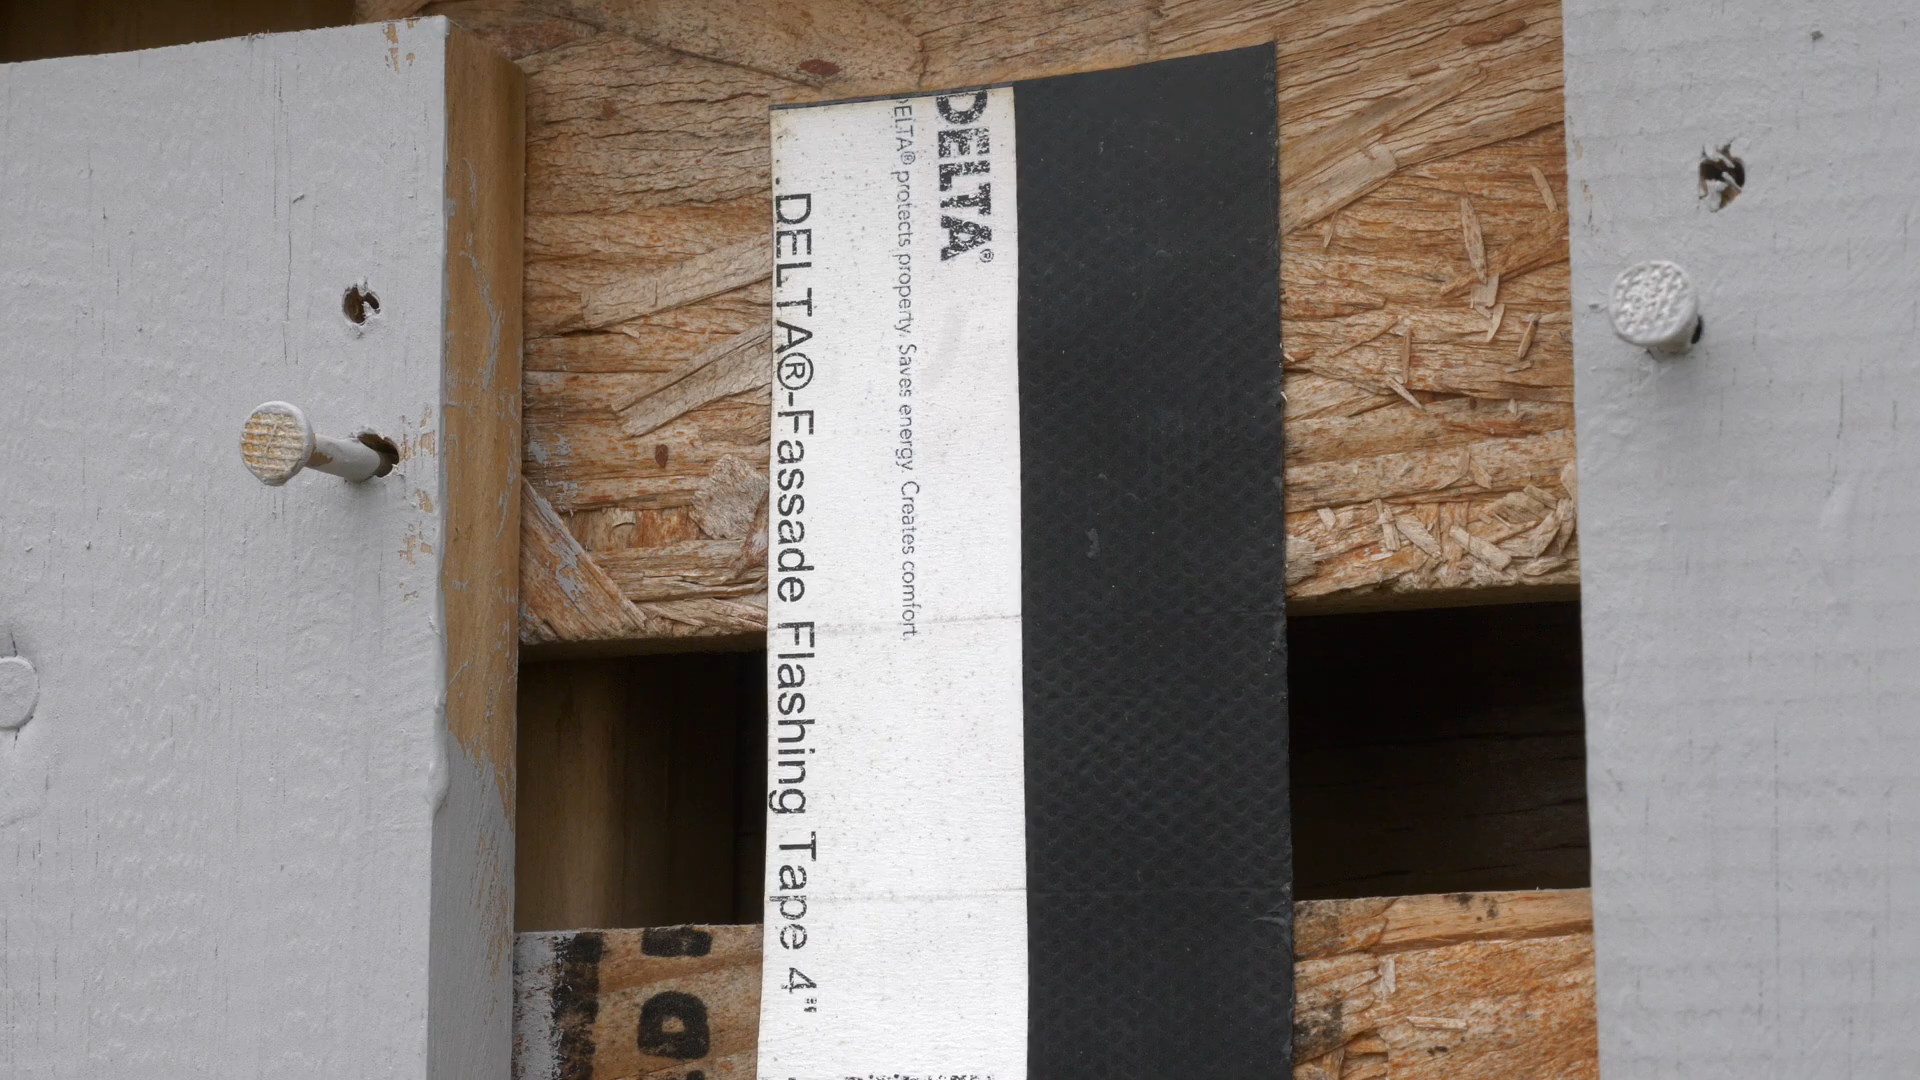 DELTA®
DELTA® protects property. Saves energy. Creates comfort.
DELTA®-Fassade Flashing Tape 4"